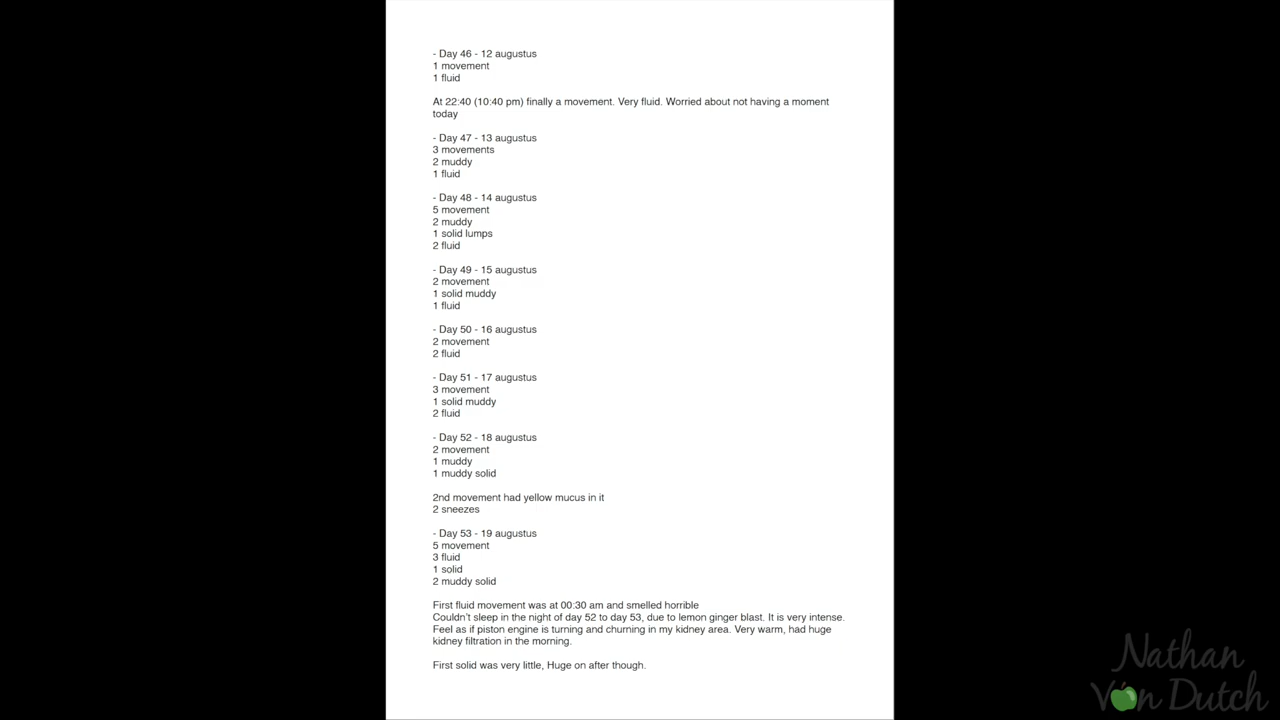 - Day 46 - 12 augustus
1 movement
1 fluid
At 22:40 (10:40 pm) finally a movement. Very fluid. Worried about not having a moment
today
- Day 47 - 13 augustus
3 movements
2 muddy
1 fluid
- Day 48 - 14 augustus
5 movement
2 muddy
1 solid lumps
2 fluid
- Day 49 - 15 augustus
2 movement
1 solid muddy
1 fluid
- Day 50 - 16 augustus
2 movement
2 fluid
- Day 51 - 17 augustus
3 movement
1 solid muddy
2 fluid
- Day 52 - 18 augustus
2 movement
1 muddy
1 muddy solid
2nd movement had yellow mucus in it
2 sneezes
- Day 53 - 19 augustus
5 movement
3 fluid
1 solid
2 muddy solid
First fluid movement was at 00:30 am and smelled horrible
Couldn't sleep in the night of day 52 to day 53, due to lemon ginger blast. It is very intense.
Feel as if piston engine is turning and churning in my kidney area. Very warm, had huge
kidney filtration in the morning.
First solid was very little, Huge on after though.
Nathan
Von Dutch